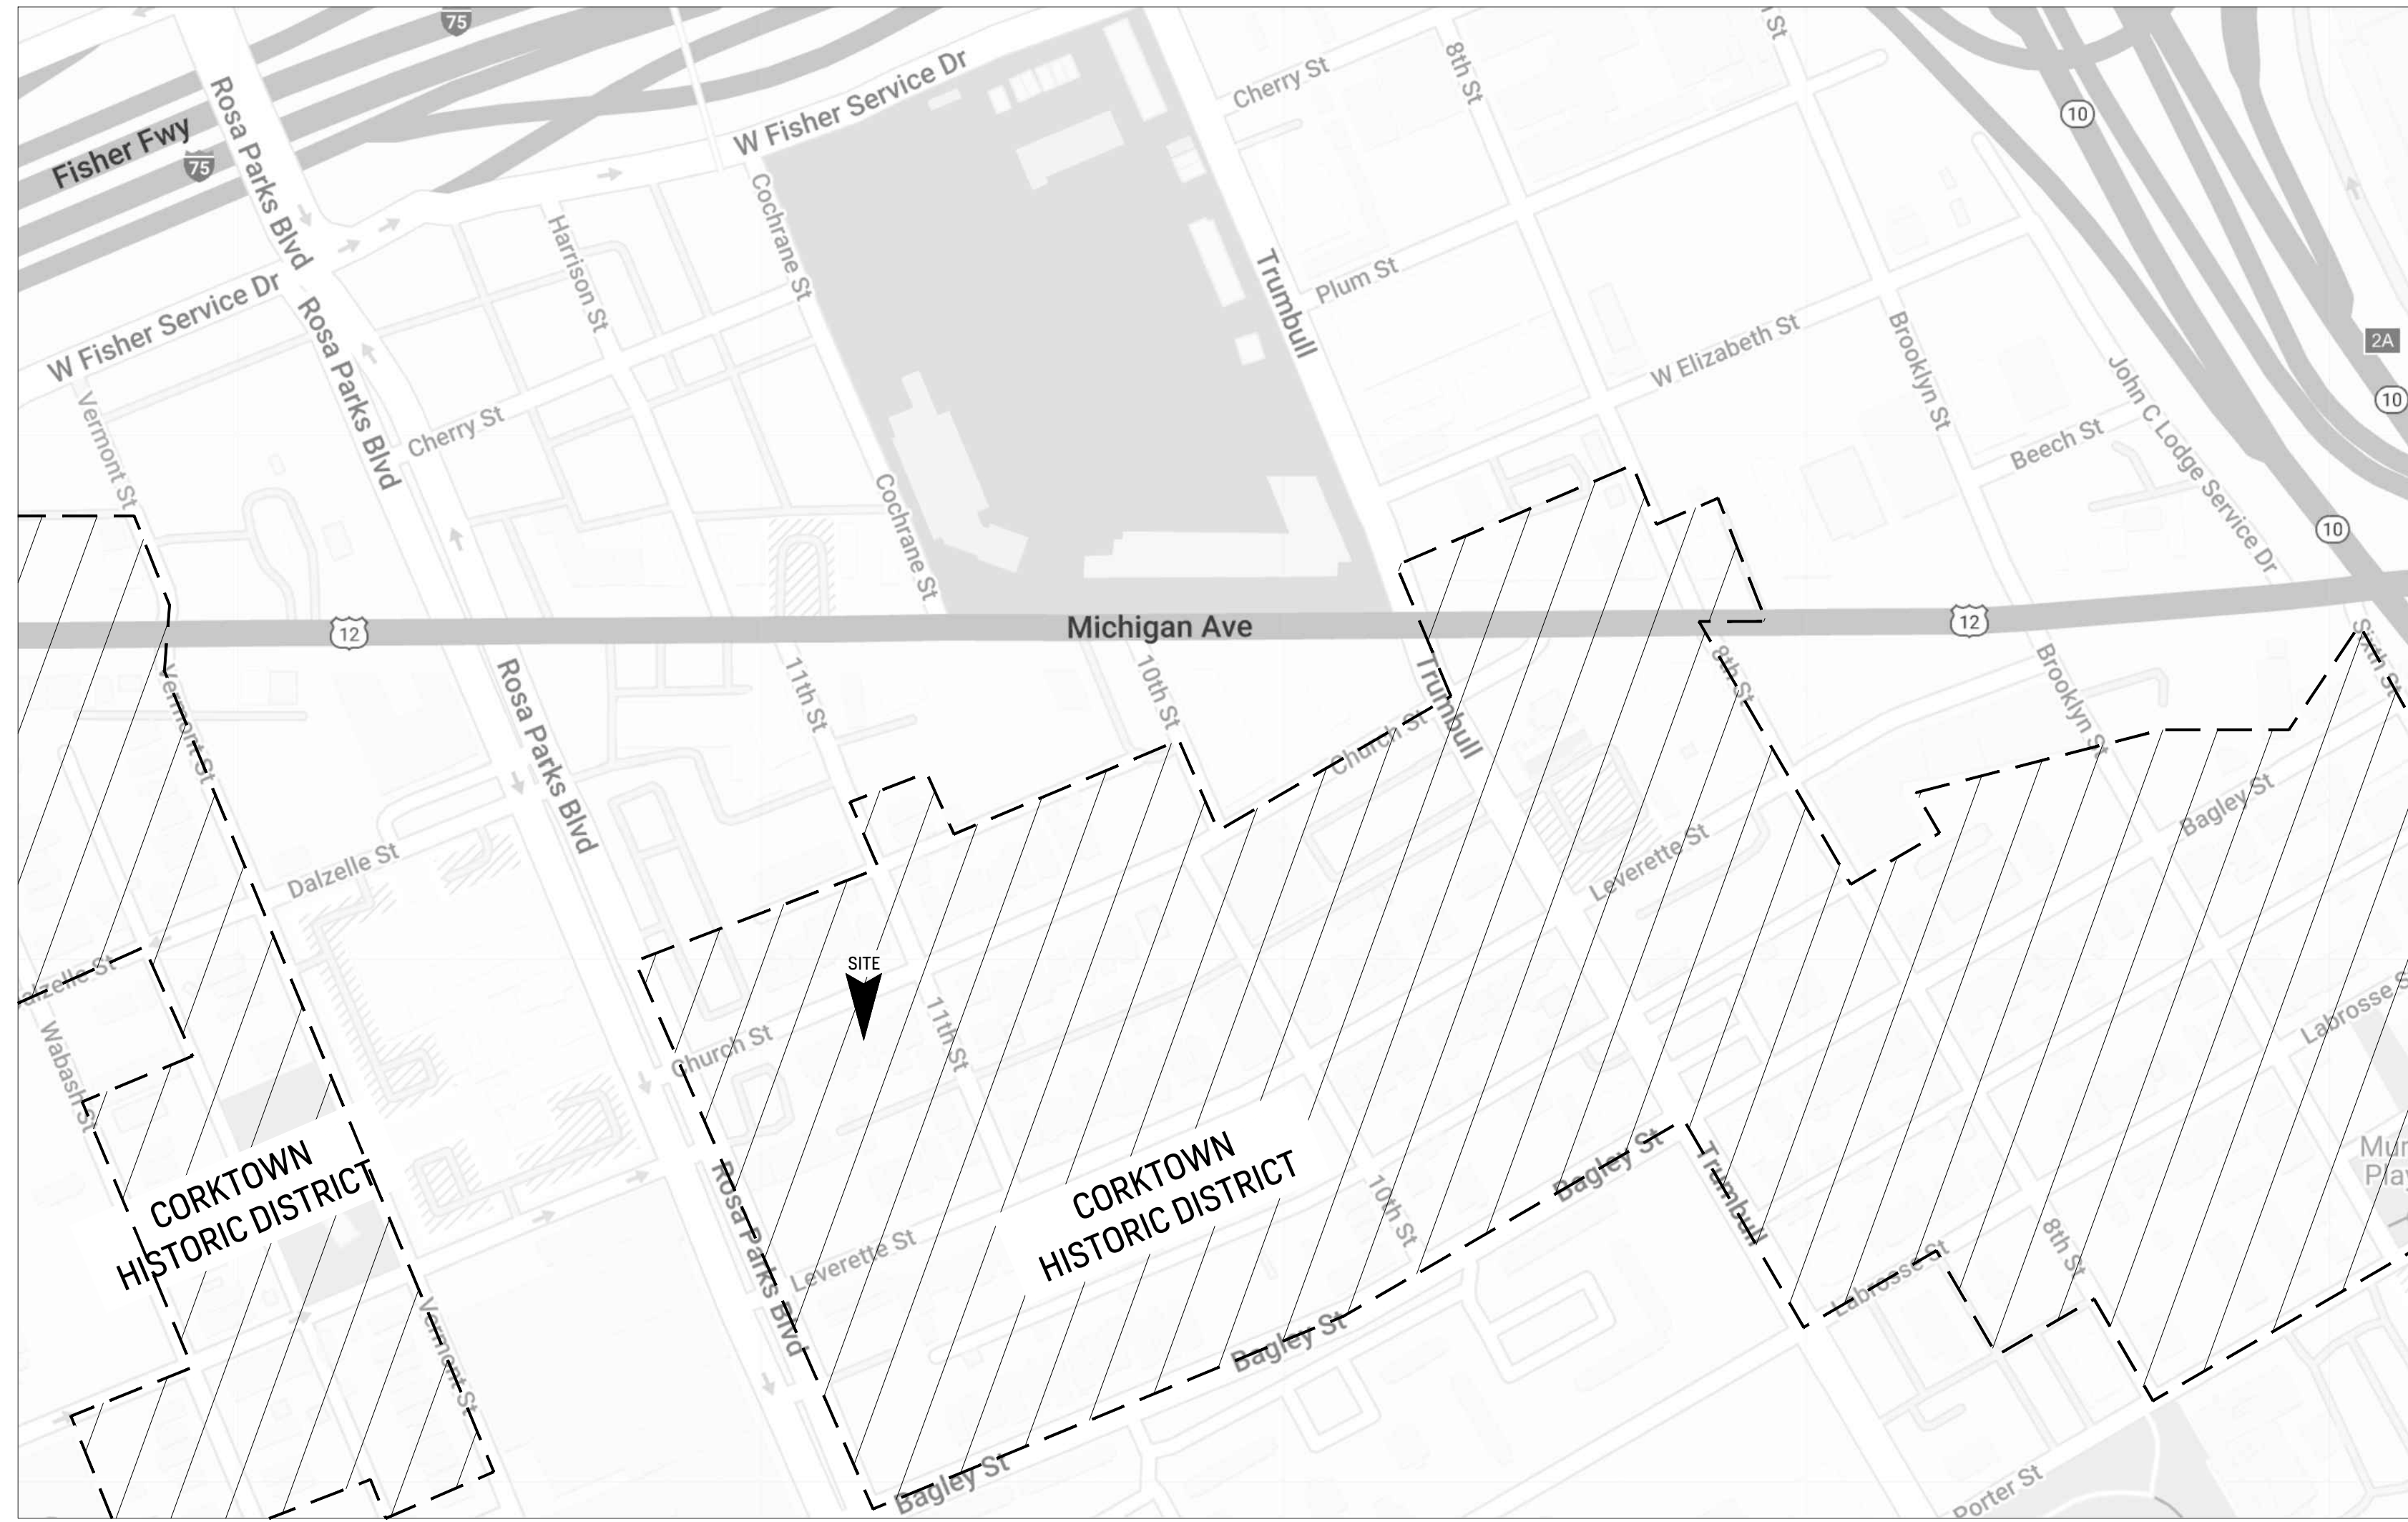 75
St
Rosa Parks Blvd
W Fisher Service Dr
Cherry St
8th St
10
Fisher Fwy
75
Cochrane St
Harrison St
Trumbull
Plum St
W Fisher Service Dr
Rosa Parks Blvd
W Elizabeth St
Brooklyn St
John C Lodge Service Dr
2A
10
Vermont St
Cherry St
Beech St
Cochrane St
10
12
Michigan Ave
12
Sixth St
Vermont St
Rosa Parks Blvd
11th St
10th St
Trumbull
Church St
8th St
Brooklyn St
Bagley St
Dalzelle St
Leverette St
alzelle St
SITE
Wabash St
Church St
11th St
Labrosse S
CORKTOWN
HISTORIC DISTRICT
CORKTOWN
HISTORIC DISTRICT
Rosa Parks Blvd
Leverette St
10th St
Bagley St
Trumbull
Mur
Play
8th St
Labrosse St
Vermont St
Bagley St
Bagley St
Porter St